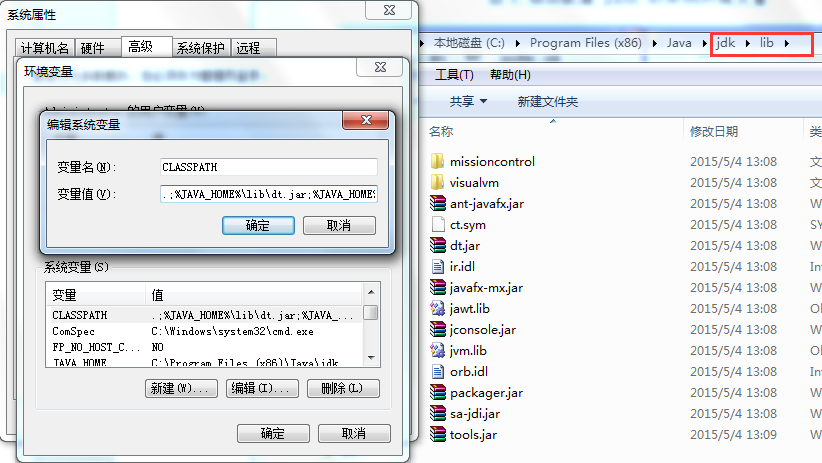 系统属性
计算机名 硬件 高级 系统保护 远程
环境变量
编辑系统变量
变量名(N): CLASSPATH
变量值(V): .;%JAVA_HOME%\lib\dt.jar;%JAVA_HOME%
确定 取消
系统变量(S)
变量 值
CLASSPATH .;%JAVA_HOME%\lib\dt.jar;%JAVA_...
ComSpec C:\Windows\system32\cmd.exe
FP_NO_HOST_C... NO
JAVA_HOME C:\Program Files (x86)\Java\jdk
新建(W)... 编辑(I)... 删除(L)
确定 取消
本地磁盘 (C:) Program Files (x86) Java jdk lib
工具(T) 帮助(H)
共享 新建文件夹
名称 修改日期 类
missioncontrol 2015/5/4 13:08 文
visualvm 2015/5/4 13:08 文
ant-javafx.jar 2015/5/4 13:08 W
ct.sym 2015/5/4 13:08 SY
dt.jar 2015/5/4 13:08 W
ir.idl 2015/5/4 13:08 In
javafx-mx.jar 2015/5/4 13:08 W
jawt.lib 2015/5/4 13:08 Ol
jconsole.jar 2015/5/4 13:08 W
jvm.lib 2015/5/4 13:08 Ol
orb.idl 2015/5/4 13:08 In
packager.jar 2015/5/4 13:08 W
sa-jdi.jar 2015/5/4 13:08 W
tools.jar 2015/5/4 13:09 W